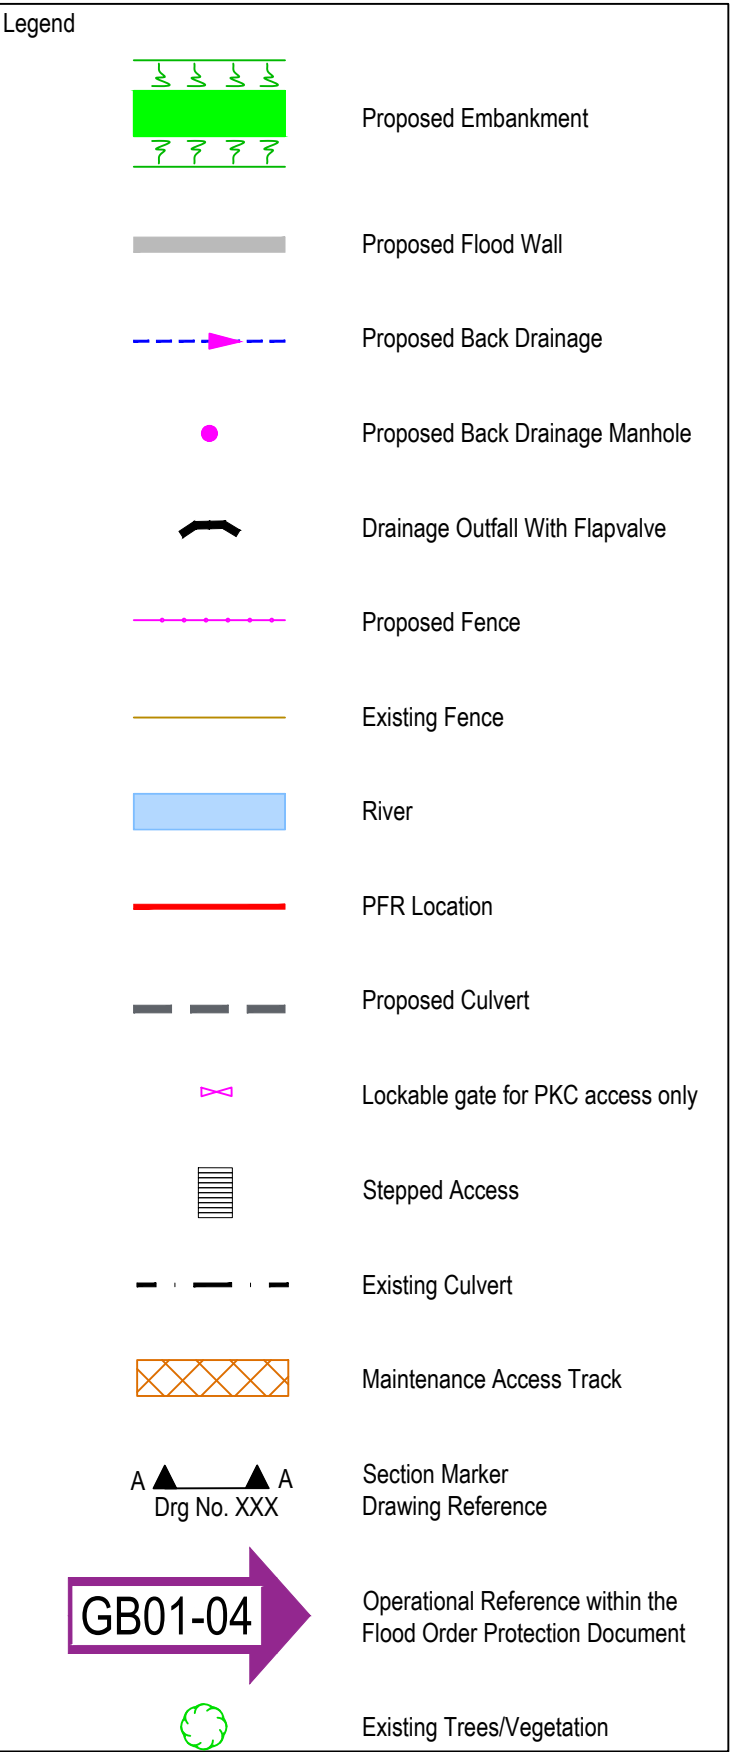 Legend
Proposed Embankment
Proposed Flood Wall
Proposed Back Drainage
Proposed Back Drainage Manhole
Drainage Outfall With Flapvalve
Proposed Fence
Existing Fence
River
PFR Location
Proposed Culvert
Lockable gate for PKC access only
Stepped Access
Existing Culvert
Maintenance Access Track
A A
Drg No. XXX
Section Marker
Drawing Reference
GB01-04
Operational Reference within the
Flood Order Protection Document
Existing Trees/Vegetation